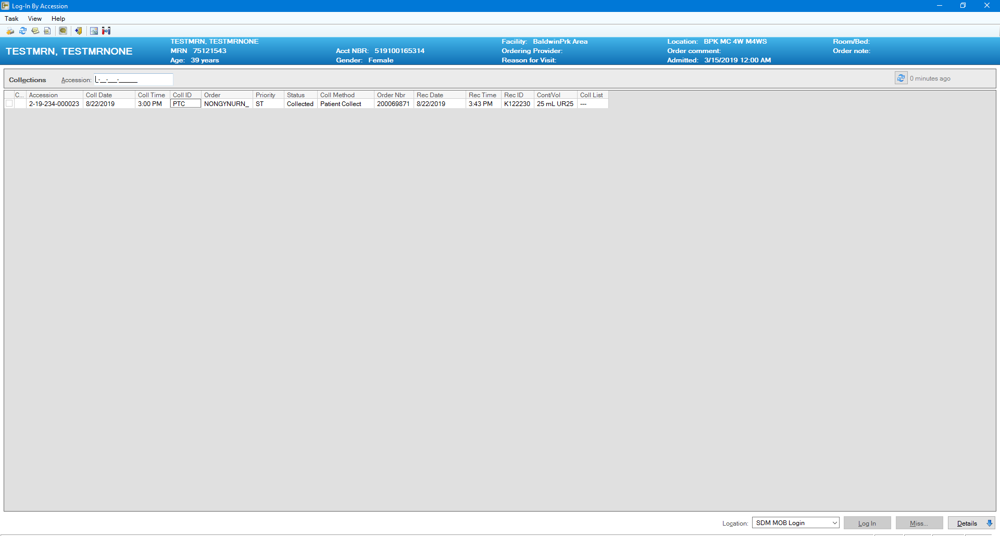 Log-In By Accession
Task View Help
TESTMRN, TESTMRNONE
TESTMRN, TESTMRNONE
MRN 75121543
Age: 39 years
Acct NBR: 519100165314
Gender: Female
Facility: BaldwinPrk Area
Ordering Provider:
Reason for Visit:
Location: BPK MC 4W M4WS
Order comment:
Admitted: 3/15/2019 12:00 AM
Room/Bed:
Order note:
Collections Accession: _-__-___-______ 0 minutes ago
C... Accession Coll Date Coll Time Coll ID Order Priority Status Coll Method Order Nbr Rec Date Rec Time Rec ID Cont/Vol Coll List
2-19-234-000023 8/22/2019 3:00 PM PTC NONGYNURN_ ST Collected Patient Collect 200069871 8/22/2019 3:43 PM K122230 25 mL UR25 ---
Location: SDM MOB Login Log In Miss... Details